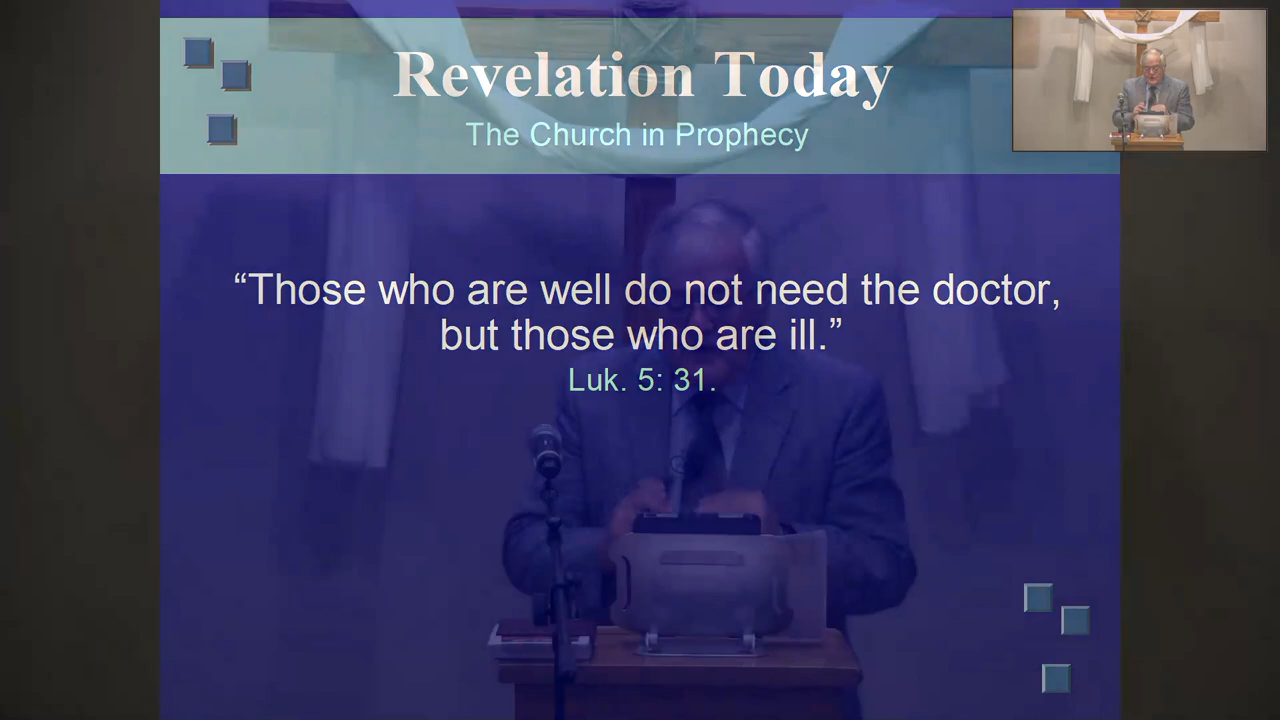 Revelation Today
The Church in Prophecy
“Those who are well do not need the doctor,
but those who are ill.”
Luk. 5: 31.